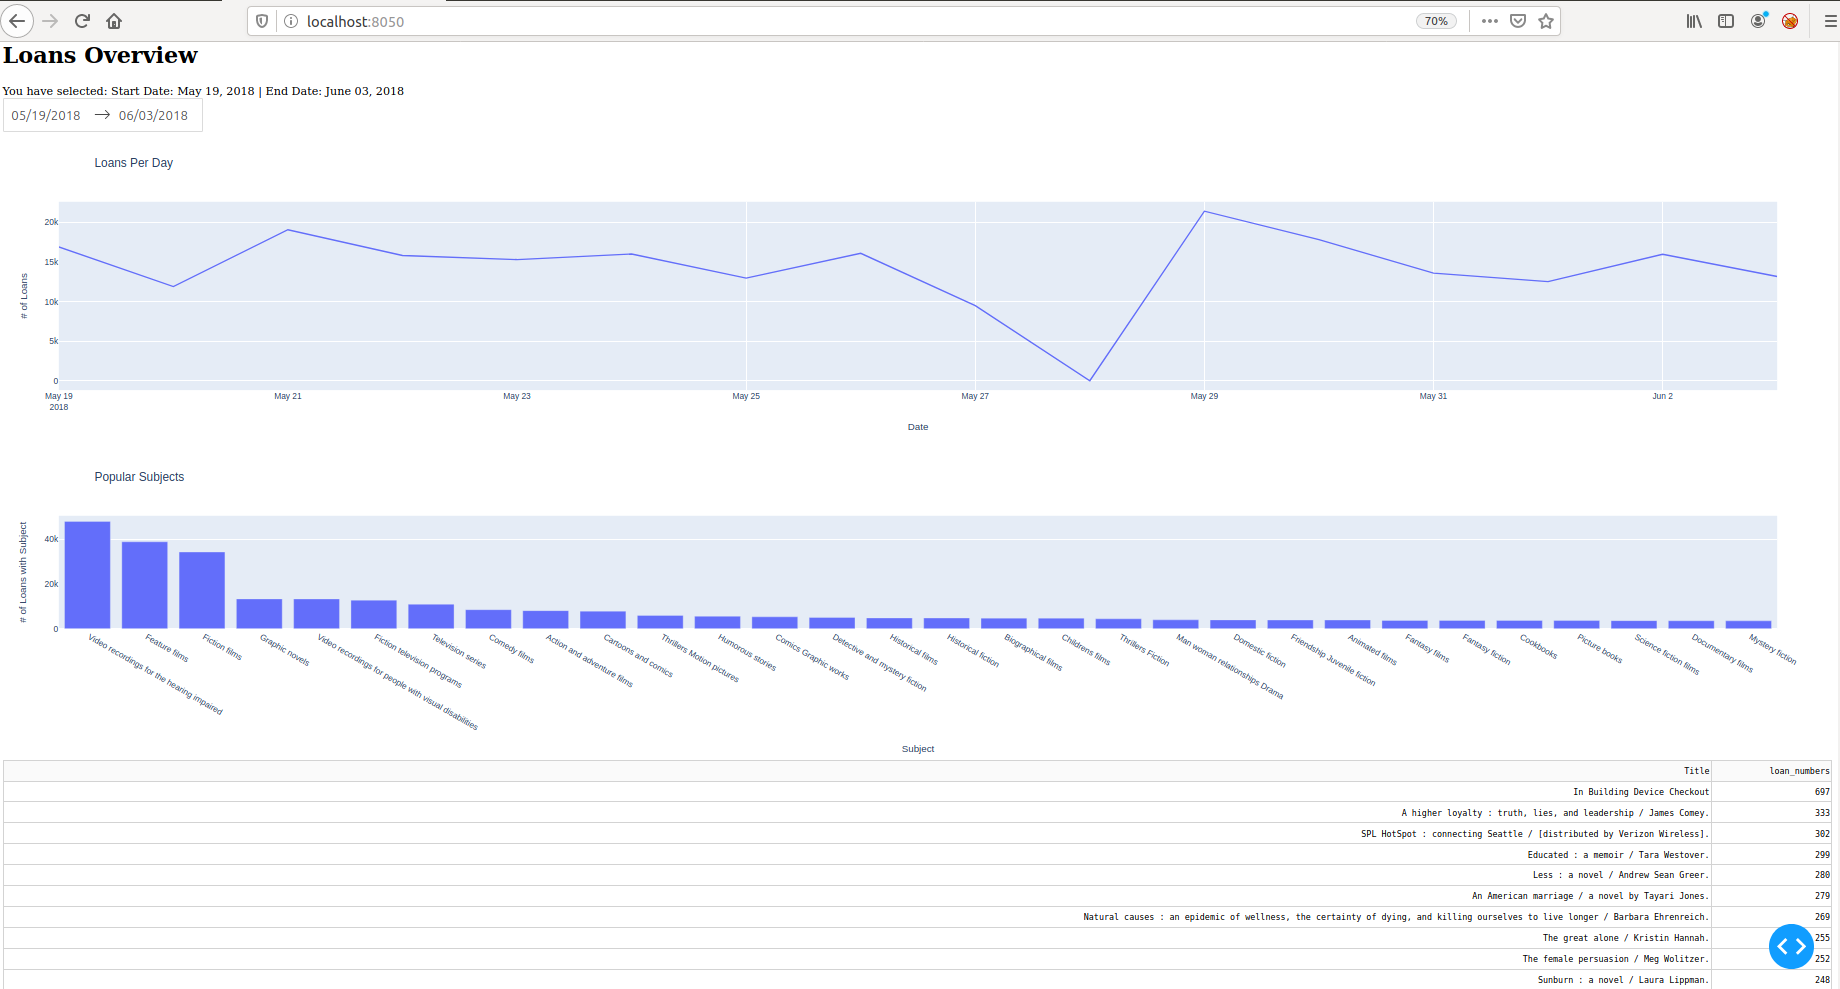 localhost:8050
70%
Loans Overview
You have selected: Start Date: May 19, 2018 | End Date: June 03, 2018
05/19/2018 → 06/03/2018
Loans Per Day
# of Loans
20k
15k
10k
5k
0
May 19
2018
May 21
May 23
May 25
May 27
May 29
May 31
Jun 2
Date
Popular Subjects
# of Loans with Subject
40k
20k
0
Video recordings for the hearing impaired
Feature films
Fiction films
Graphic novels
Video recordings for people with visual disabilities
Fiction television programs
Television series
Comedy films
Action and adventure films
Cartoons and comics
Thrillers Motion pictures
Humorous stories
Comics Graphic works
Detective and mystery fiction
Historical films
Historical fiction
Biographical films
Childrens films
Thrillers Fiction
Man woman relationships Drama
Domestic fiction
Friendship Juvenile fiction
Animated films
Fantasy films
Fantasy fiction
Cookbooks
Picture books
Science fiction films
Documentary films
Mystery fiction
Subject
Title loan_numbers
In Building Device Checkout 697
A higher loyalty : truth, lies, and leadership / James Comey. 333
SPL HotSpot : connecting Seattle / [distributed by Verizon Wireless]. 302
Educated : a memoir / Tara Westover. 299
Less : a novel / Andrew Sean Greer. 280
An American marriage / a novel by Tayari Jones. 279
Natural causes : an epidemic of wellness, the certainty of dying, and killing ourselves to live longer / Barbara Ehrenreich. 269
The great alone / Kristin Hannah. 255
The female persuasion / Meg Wolitzer. 252
Sunburn : a novel / Laura Lippman. 248